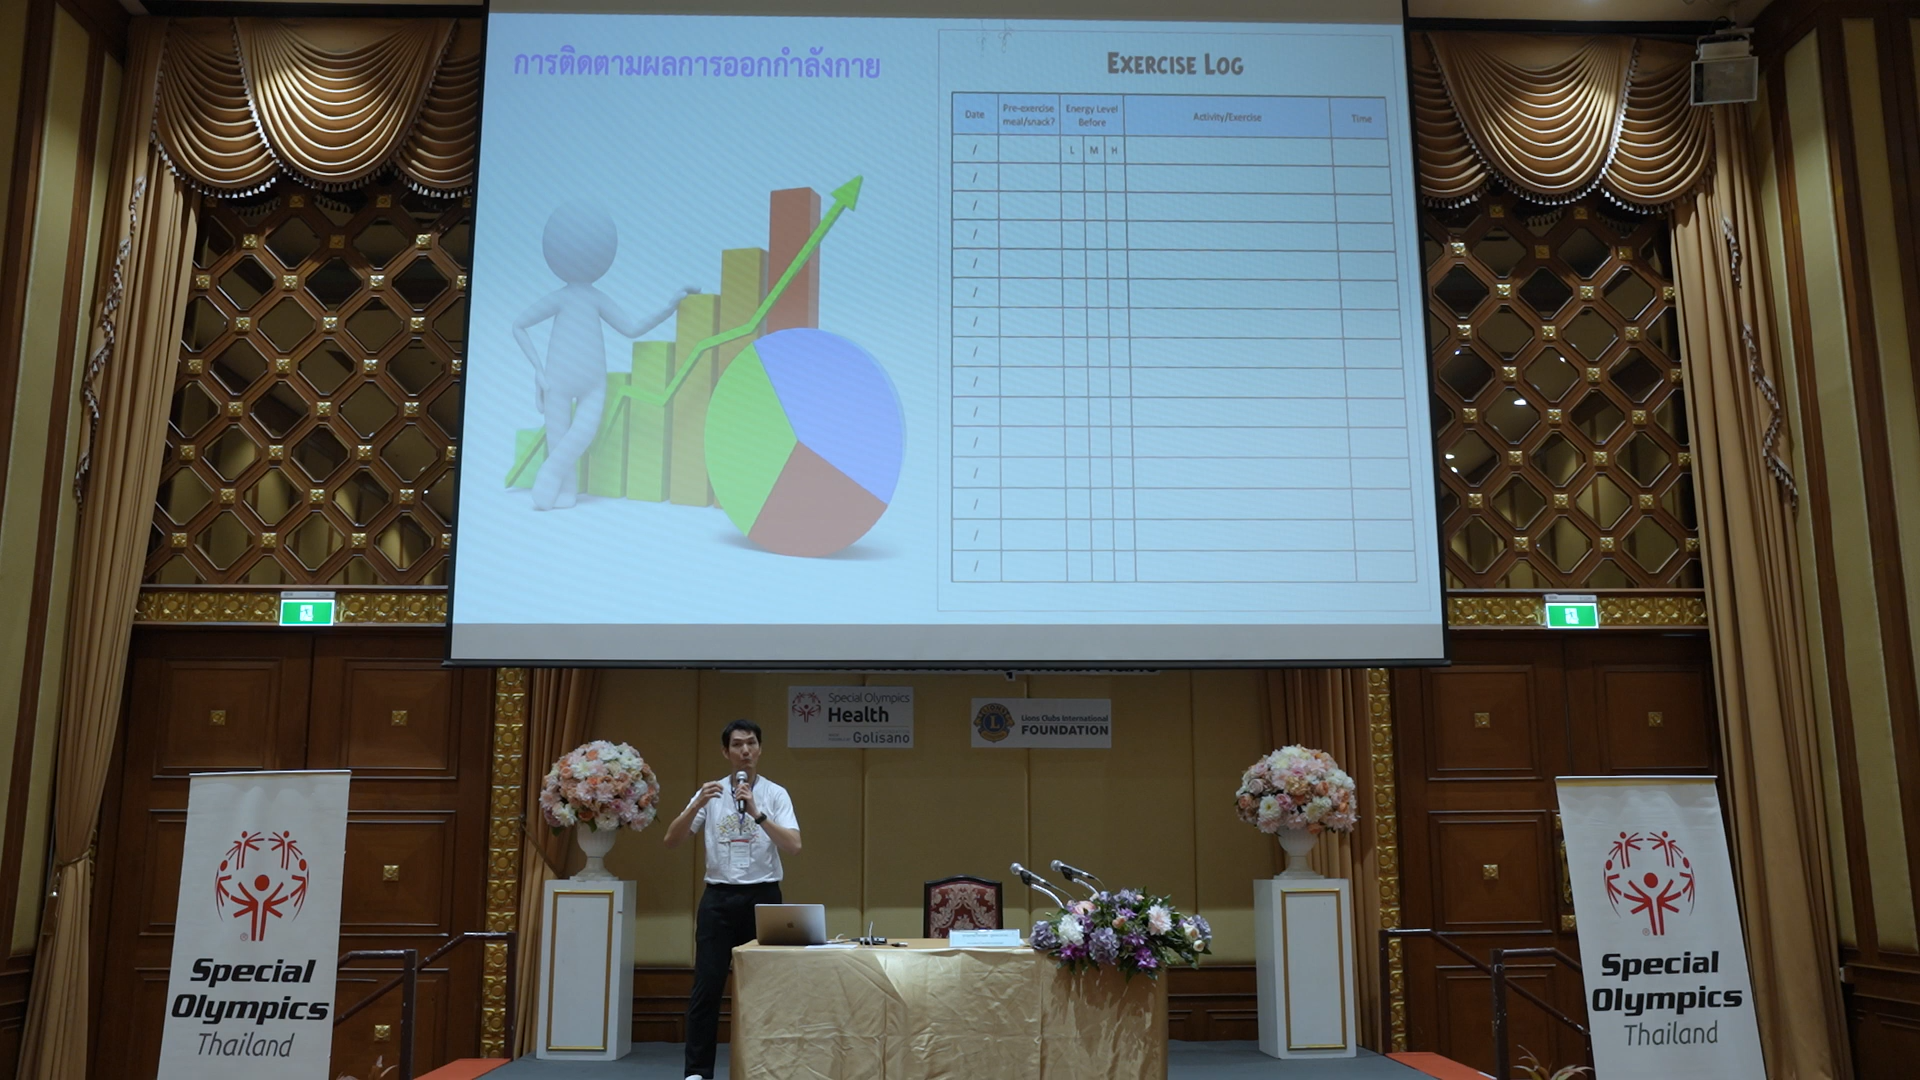 การติดตามผลการออกกำลังกาย
EXERCISE LOG
Date
Pre-exercise
meal/snack?
Energy Level
Before
Activity/Exercise
Time
/
L
M
H
/
/
/
/
/
/
/
/
/
/
/
/
/
/
Special Olympics
Health
Golisano
Lions Clubs International
FOUNDATION
Special
Olympics
Thailand
Special
Olympics
Thailand